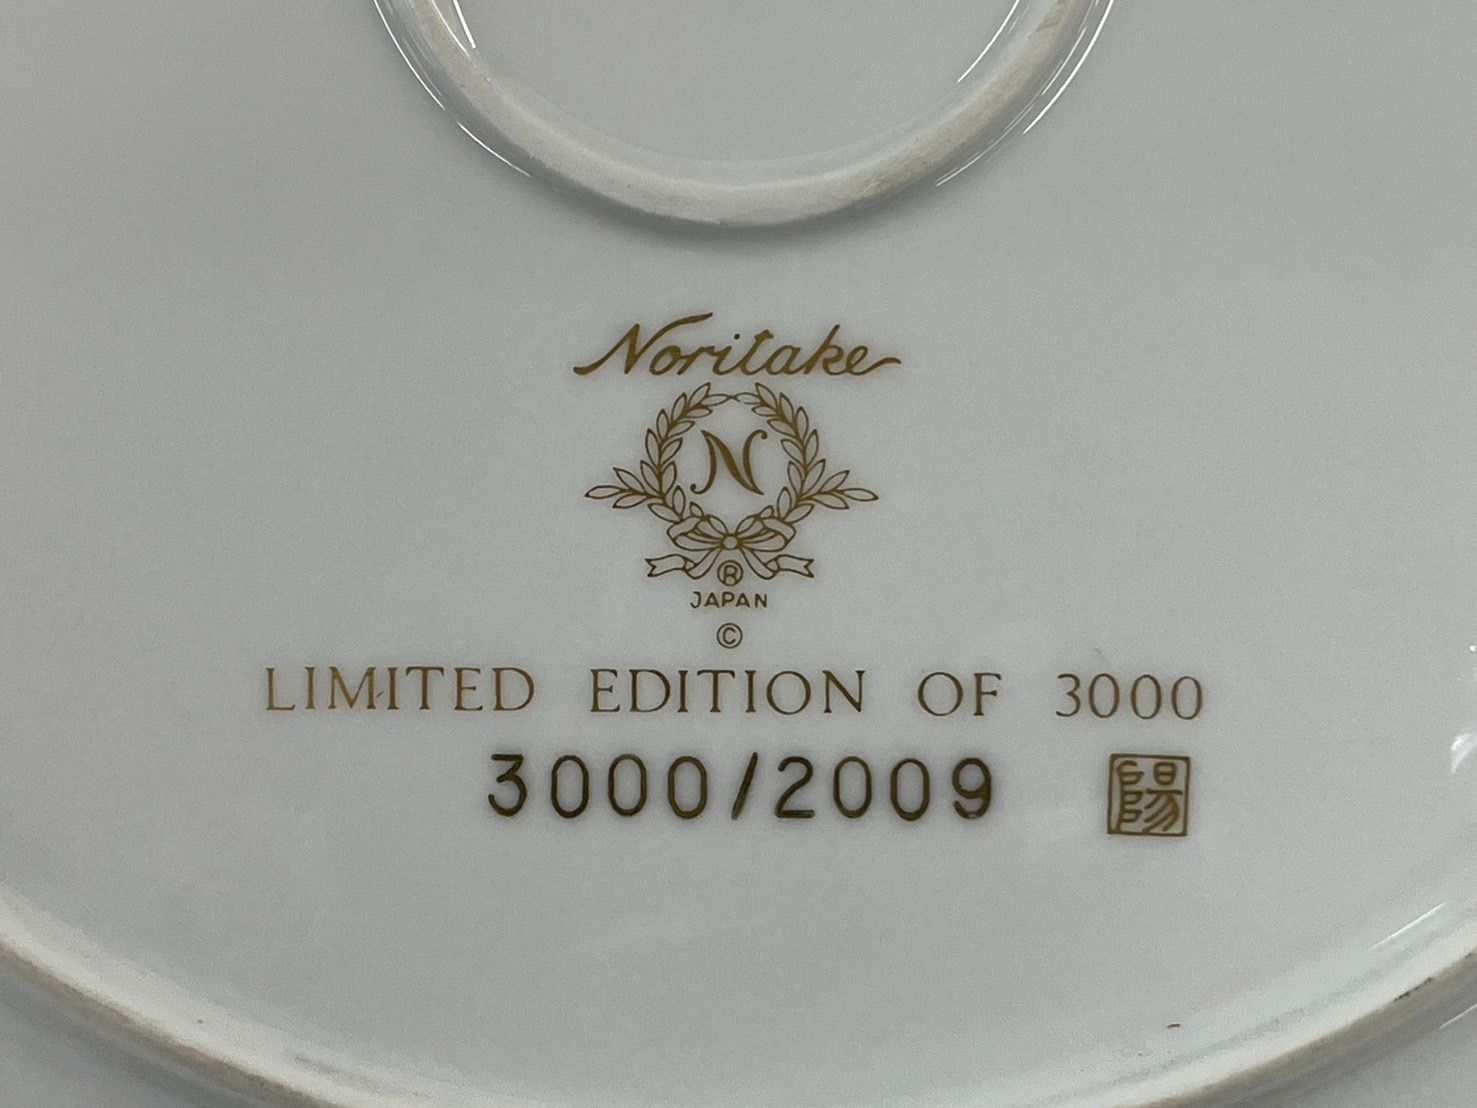 Noritake
N
®
JAPAN
©
LIMITED EDITION OF 3000
3000/2009 陽